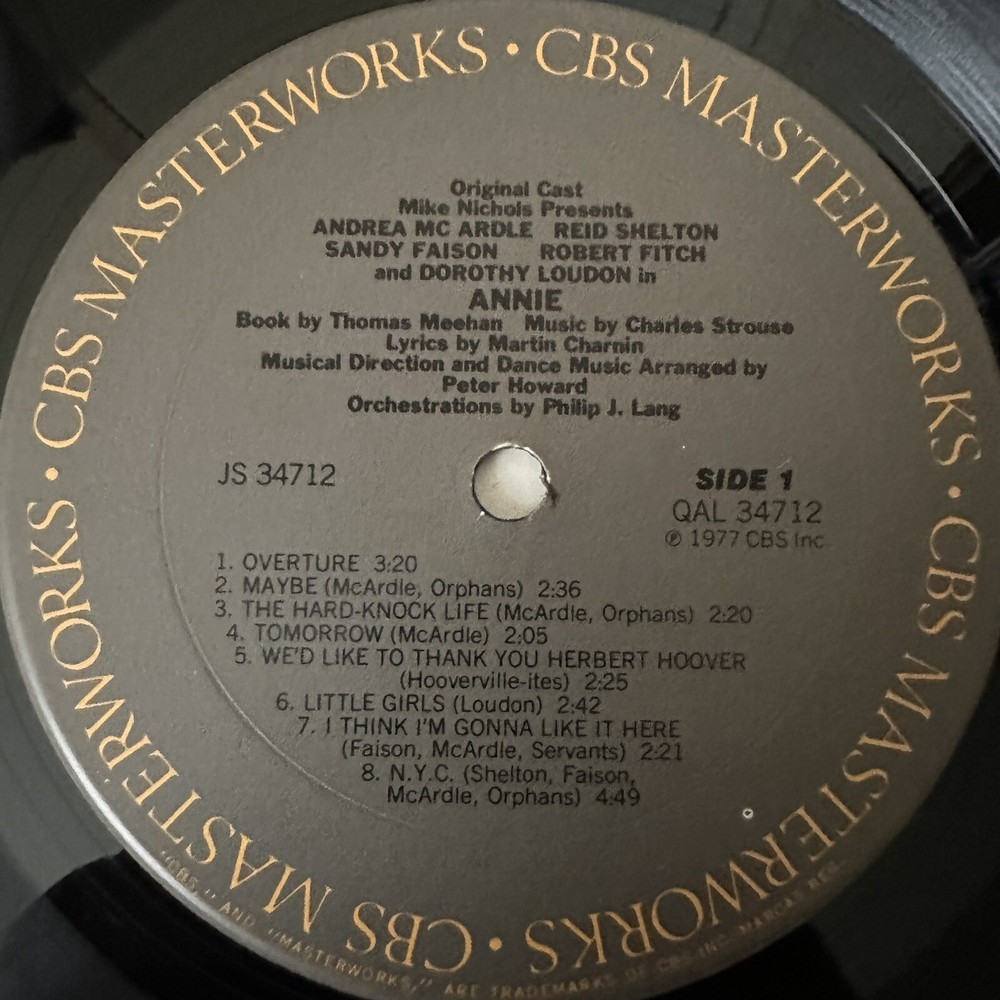 CBS MASTERWORKS · CBS MASTERWORKS · CBS MASTERWORKS · CBS MASTERWORKS ·
Original Cast
Mike Nichols Presents
ANDREA MC ARDLE REID SHELTON
SANDY FAISON ROBERT FITCH
and DOROTHY LOUDON in
ANNIE
Book by Thomas Meehan Music by Charles Strouse
Lyrics by Martin Charnin
Musical Direction and Dance Music Arranged by
Peter Howard
Orchestrations by Philip J. Lang
JS 34712
SIDE 1
QAL 34712
℗ 1977 CBS Inc.
1. OVERTURE 3:20
2. MAYBE (McArdle, Orphans) 2:36
3. THE HARD-KNOCK LIFE (McArdle, Orphans) 2:20
4. TOMORROW (McArdle) 2:05
5. WE'D LIKE TO THANK YOU HERBERT HOOVER
(Hooverville-ites) 2:25
6. LITTLE GIRLS (Loudon) 2:42
7. I THINK I'M GONNA LIKE IT HERE
(Faison, McArdle, Servants) 2:21
8. N.Y.C. (Shelton, Faison,
McArdle, Orphans) 4:49
"CBS," AND "MASTERWORKS," ARE TRADEMARKS OF CBS INC. MARCAS REG.